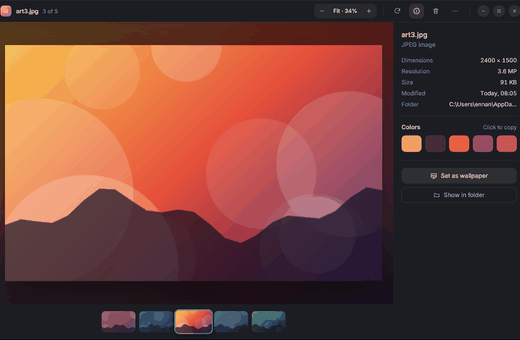 art3.jpg 3 of 5
Fit · 34%
art3.jpg
JPEG image
Dimensions 2400 × 1500
Resolution 3.6 MP
Size 91 KB
Modified Today, 08:05
Folder C:\Users\ennan\AppDa...
Colors Click to copy
Set as wallpaper
Show in folder